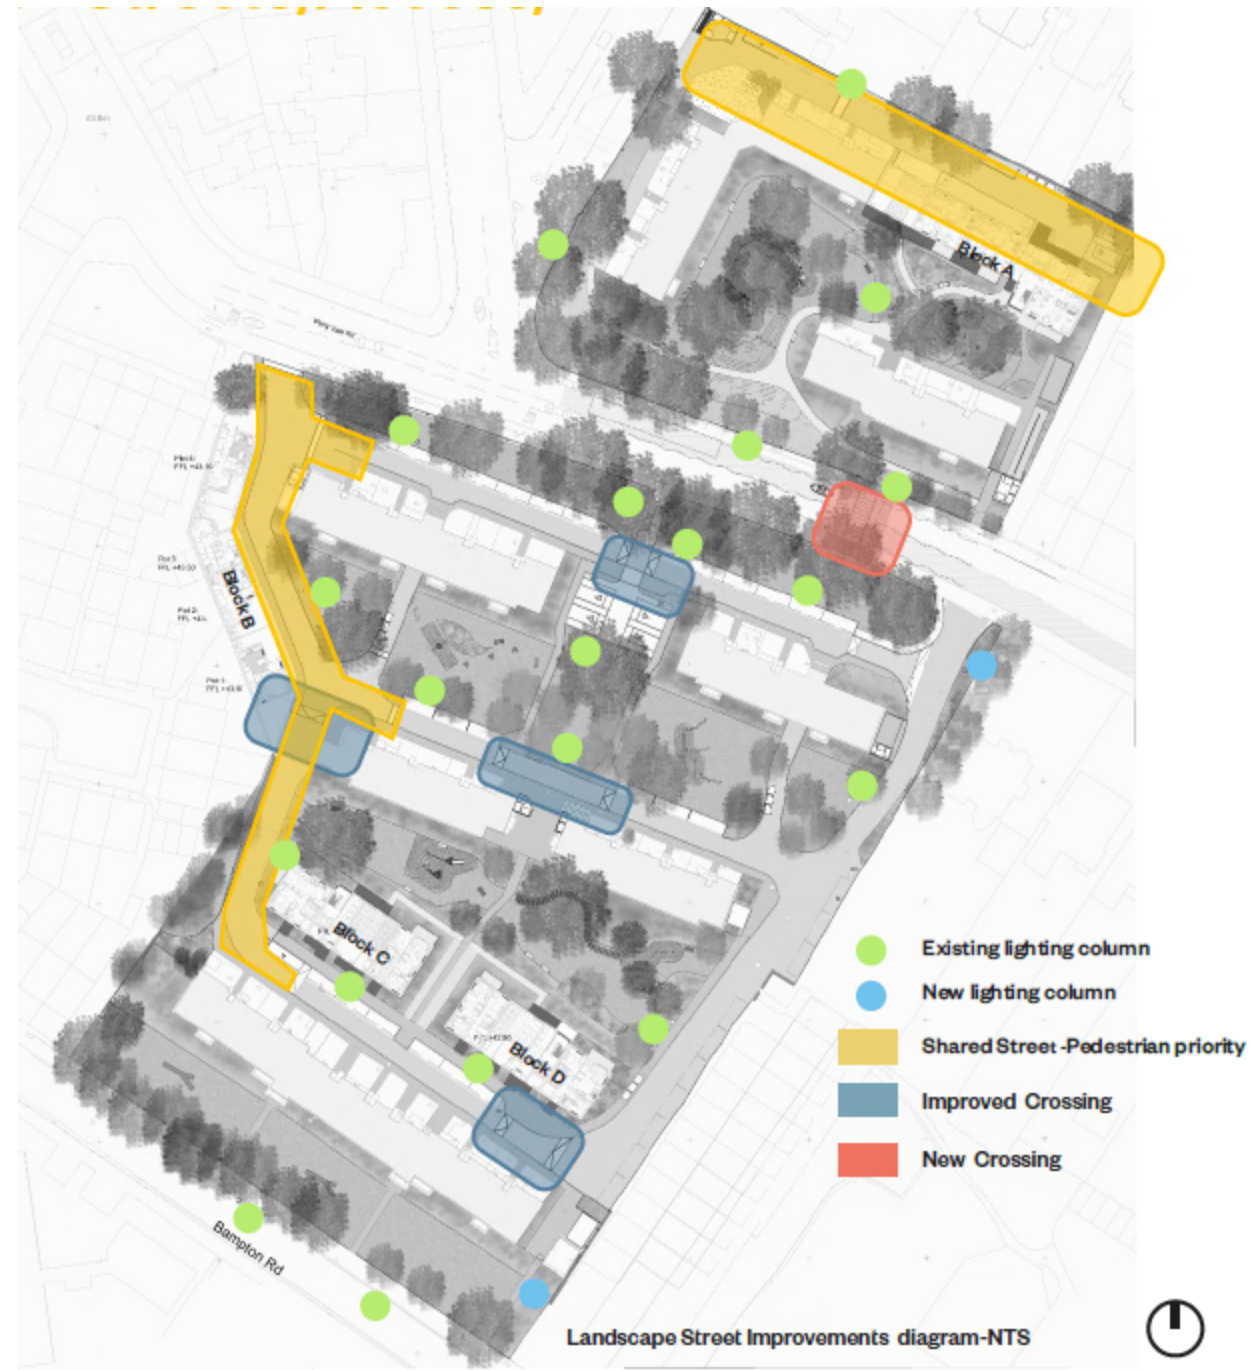 Block A
Block B
Block C
Block D
Existing lighting column
New lighting column
Shared Street -Pedestrian priority
Improved Crossing
New Crossing
Bampton Rd
Landscape Street Improvements diagram-NTS